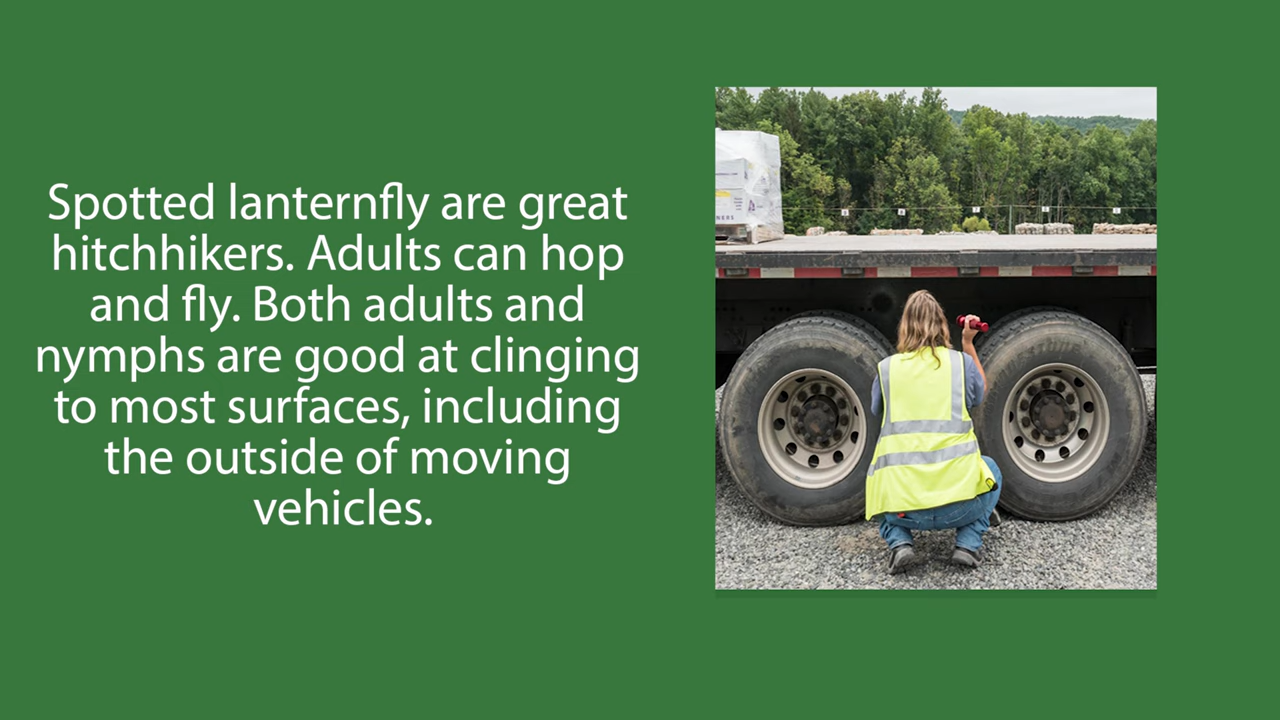 Spotted lanternfly are great
hitchhikers. Adults can hop
and fly. Both adults and
nymphs are good at clinging
to most surfaces, including
the outside of moving
vehicles.